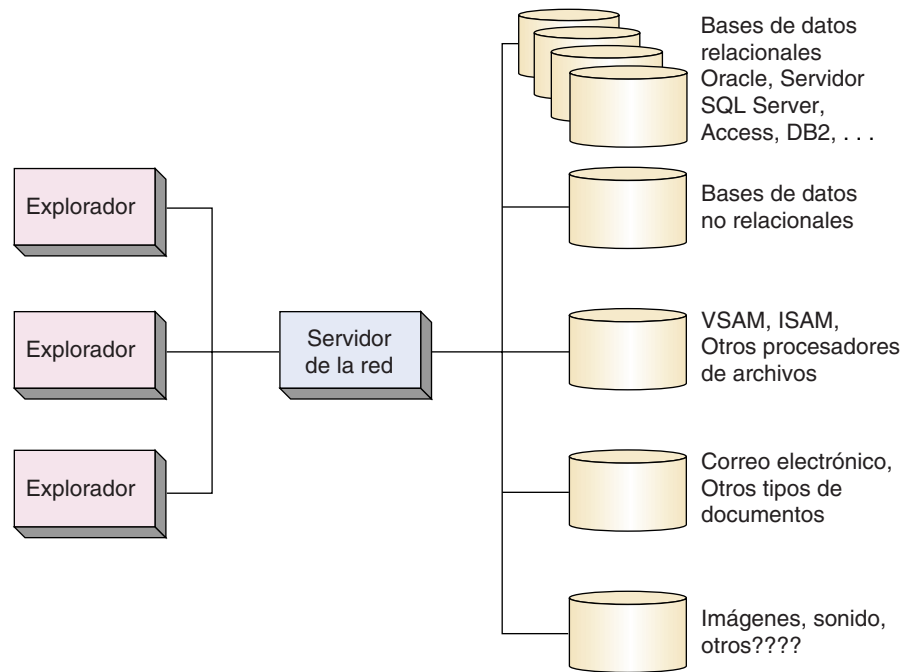 Explorador
Explorador
Explorador
Servidor
de la red
Bases de datos
relacionales
Oracle, Servidor
SQL Server,
Access, DB2, . . .
Bases de datos
no relacionales
VSAM, ISAM,
Otros procesadores
de archivos
Correo electrónico,
Otros tipos de
documentos
Imágenes, sonido,
otros????